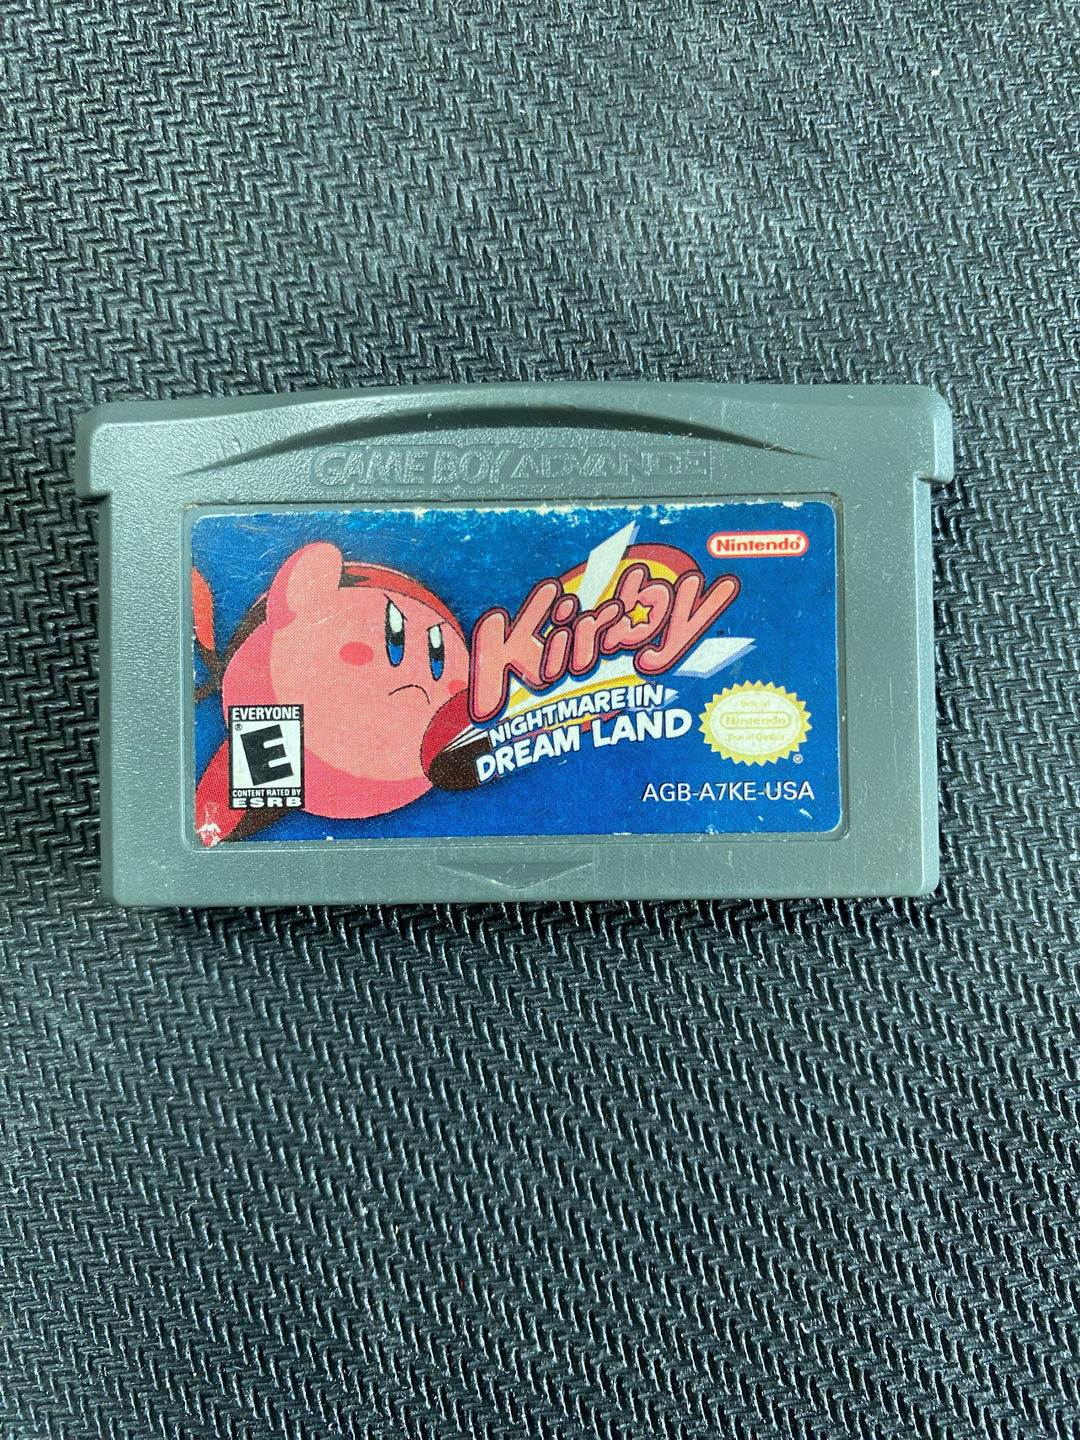 GAME BOY ADVANCE
Nintendo®
Kirby
NIGHTMARE IN
DREAM LAND
EVERYONE
®
E
CONTENT RATED BY
ESRB
Official
Nintendo
Seal of Quality
®
AGB-A7KE-USA